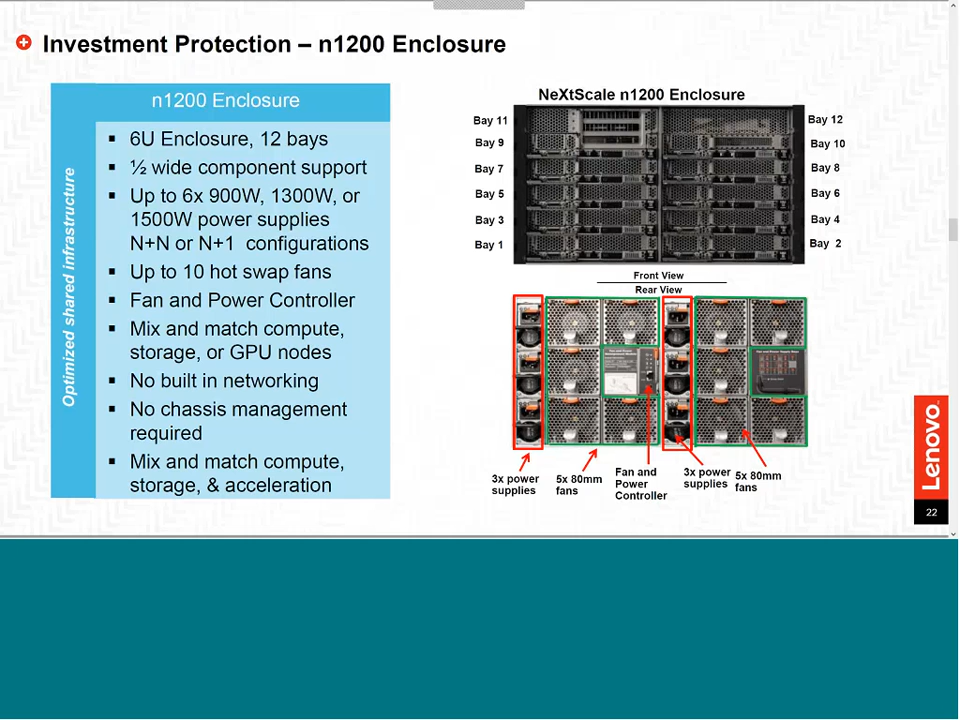 Investment Protection – n1200 Enclosure
n1200 Enclosure
Optimized shared infrastructure
▪ 6U Enclosure, 12 bays
▪ ½ wide component support
▪ Up to 6x 900W, 1300W, or
1500W power supplies
N+N or N+1 configurations
▪ Up to 10 hot swap fans
▪ Fan and Power Controller
▪ Mix and match compute,
storage, or GPU nodes
▪ No built in networking
▪ No chassis management
required
▪ Mix and match compute,
storage, & acceleration
NeXtScale n1200 Enclosure
Bay 11
Bay 12
Bay 9
Bay 10
Bay 7
Bay 8
Bay 5
Bay 6
Bay 3
Bay 4
Bay 1
Bay 2
Front View
Rear View
3x power
supplies
5x 80mm
fans
Fan and
Power
Controller
3x power
supplies
5x 80mm
fans
Lenovo
22